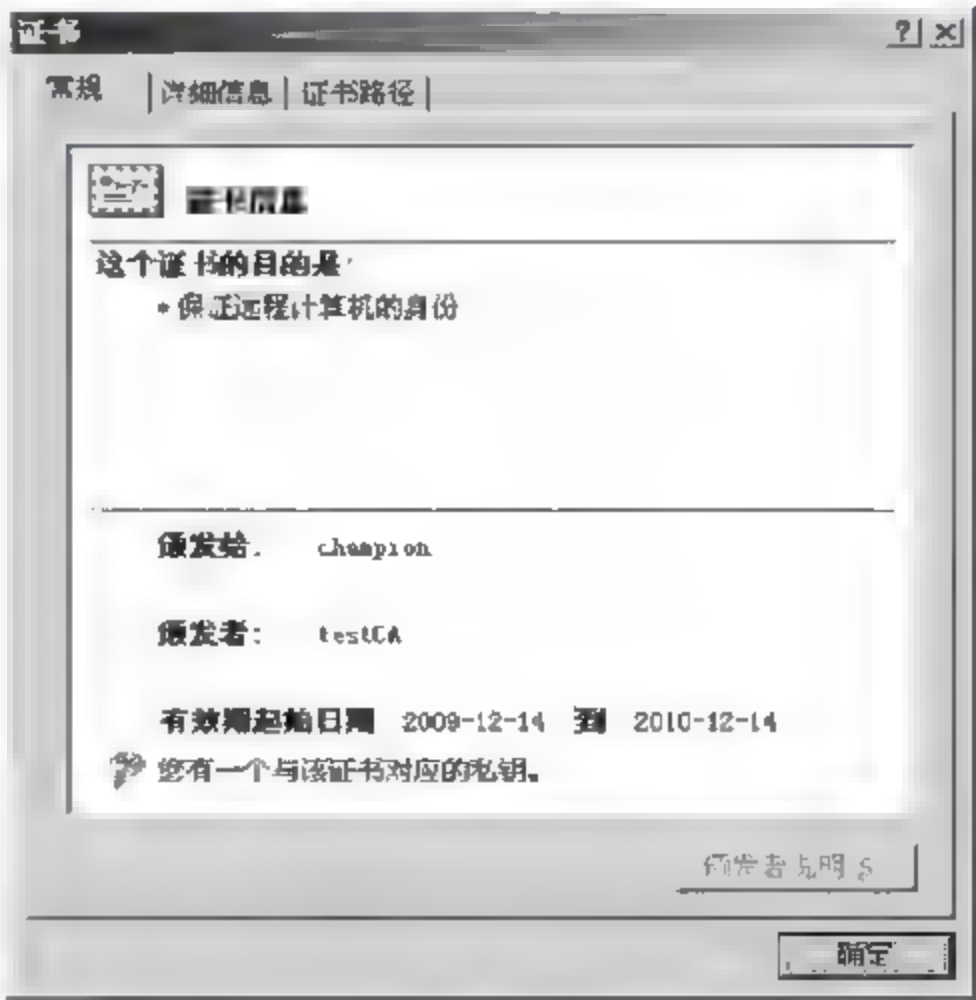 证书
常规 详细信息 证书路径
证书信息
这个证书的目的是:
•保证远程计算机的身份
颁发给: champion
颁发者: testCA
有效期起始日期 2009-12-14 到 2010-12-14
您有一个与该证书对应的私钥。
颁发者说明 S
确定